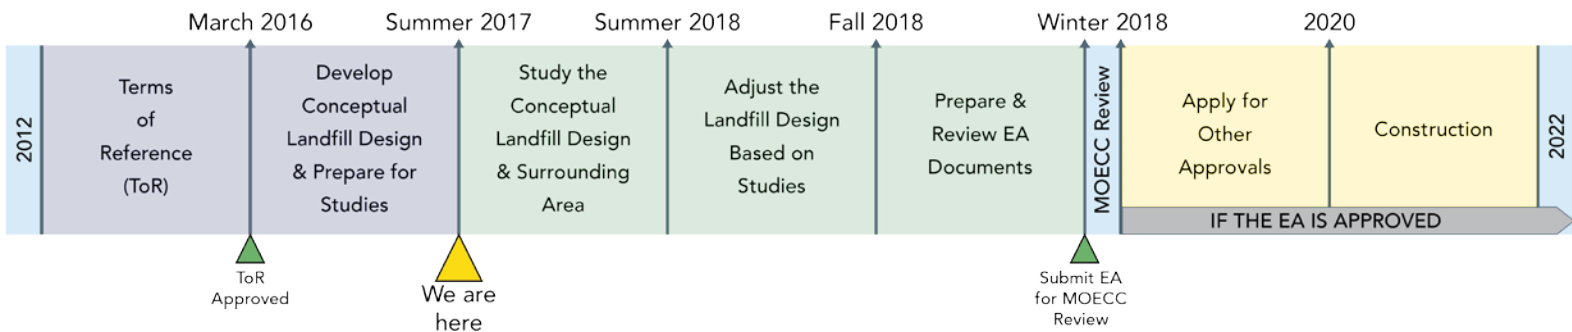 March 2016
Summer 2017
Summer 2018
Fall 2018
Winter 2018
2020
2012
Terms
of
Reference
(ToR)
Develop
Conceptual
Landfill Design
& Prepare for
Studies
Study the
Conceptual
Landfill Design
& Surrounding
Area
Adjust the
Landfill Design
Based on
Studies
Prepare &
Review EA
Documents
MOECC Review
Apply for
Other
Approvals
Construction
2022
IF THE EA IS APPROVED
ToR
Approved
We are
here
Submit EA
for MOECC
Review